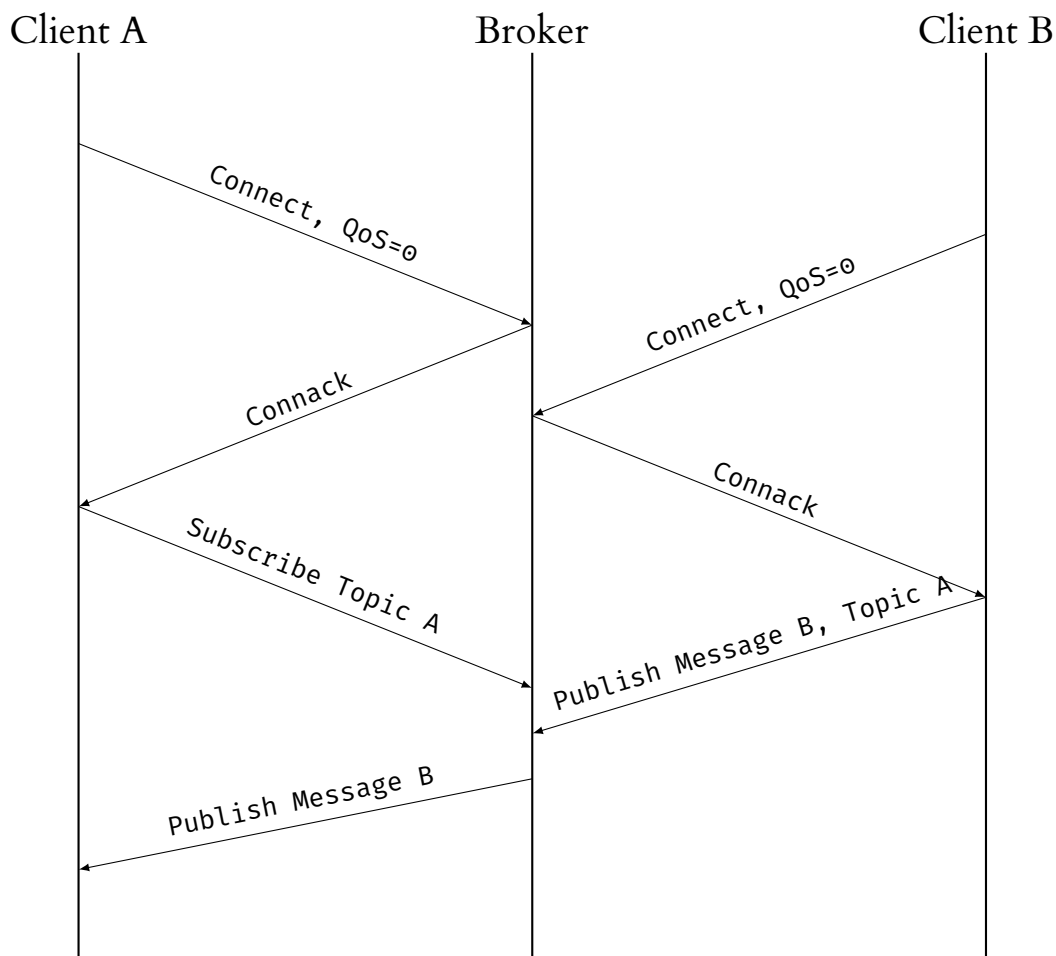 Client A
Broker
Client B
Connect, QoS=0
Connect, QoS=0
Connack
Connack
Subscribe Topic A
Publish Message B, Topic A
Publish Message B